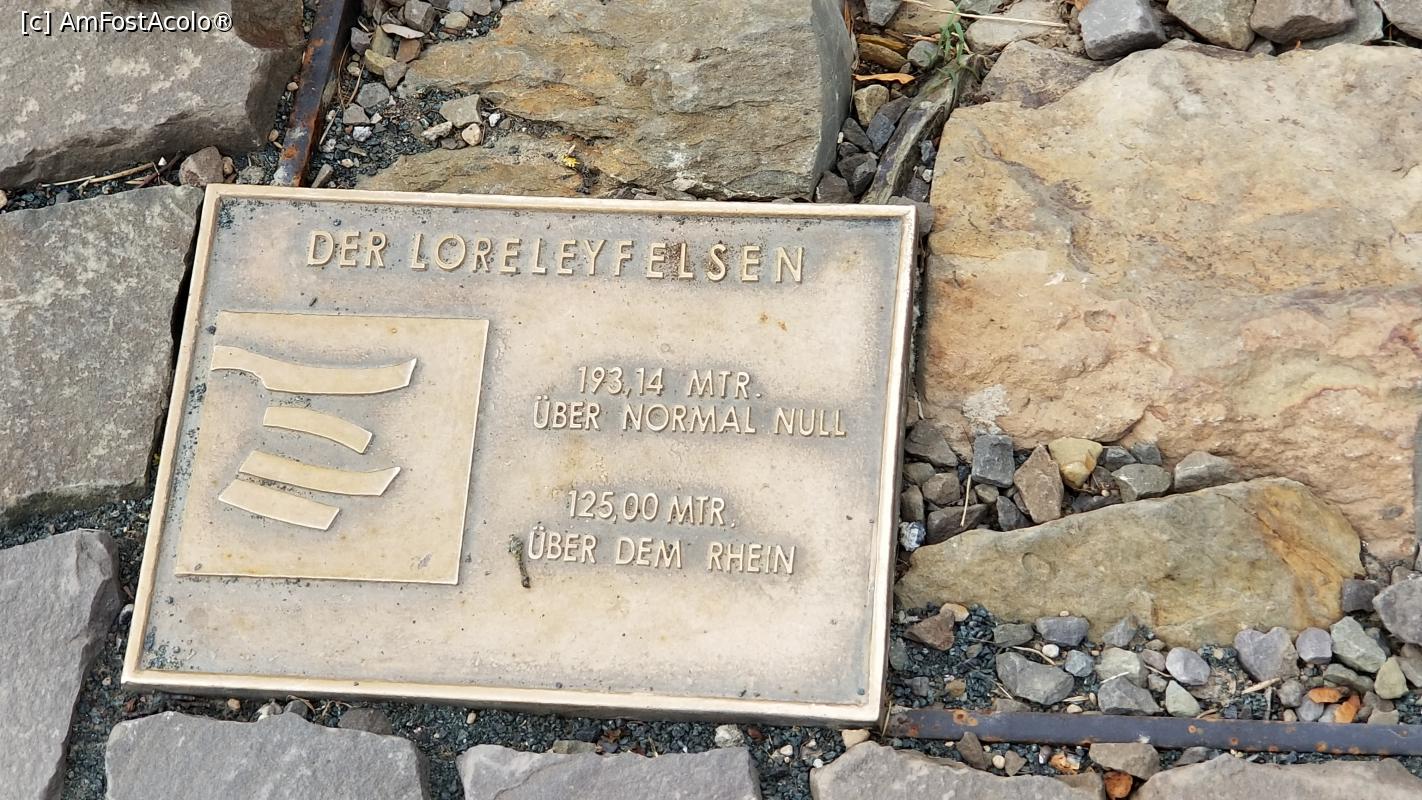 [c] AmFostAcolo®
DER LORELEYFELSEN
193,14 MTR.
ÜBER NORMAL NULL
125,00 MTR.
ÜBER DEM RHEIN